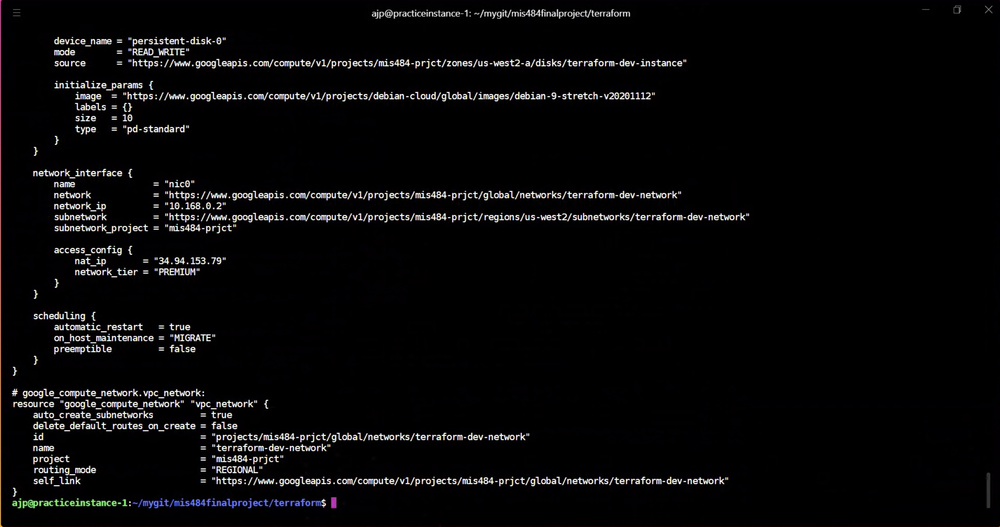 ajp@practiceinstance-1: ~/mygit/mis484finalproject/terraform
device_name = "persistent-disk-0"
mode        = "READ_WRITE"
source      = "https://www.googleapis.com/compute/v1/projects/mis484-prjct/zones/us-west2-a/disks/terraform-dev-instance"
initialize_params {
image  = "https://www.googleapis.com/compute/v1/projects/debian-cloud/global/images/debian-9-stretch-v20201112"
labels = {}
size   = 10
type   = "pd-standard"
}
}
network_interface {
name               = "nic0"
network            = "https://www.googleapis.com/compute/v1/projects/mis484-prjct/global/networks/terraform-dev-network"
network_ip         = "10.168.0.2"
subnetwork         = "https://www.googleapis.com/compute/v1/projects/mis484-prjct/regions/us-west2/subnetworks/terraform-dev-network"
subnetwork_project = "mis484-prjct"
access_config {
nat_ip       = "34.94.153.79"
network_tier = "PREMIUM"
}
}
scheduling {
automatic_restart   = true
on_host_maintenance = "MIGRATE"
preemptible         = false
}
}
# google_compute_network.vpc_network:
resource "google_compute_network" "vpc_network" {
auto_create_subnetworks         = true
delete_default_routes_on_create = false
id                              = "projects/mis484-prjct/global/networks/terraform-dev-network"
name                            = "terraform-dev-network"
project                         = "mis484-prjct"
routing_mode                    = "REGIONAL"
self_link                       = "https://www.googleapis.com/compute/v1/projects/mis484-prjct/global/networks/terraform-dev-network"
}
ajp@practiceinstance-1:~/mygit/mis484finalproject/terraform$